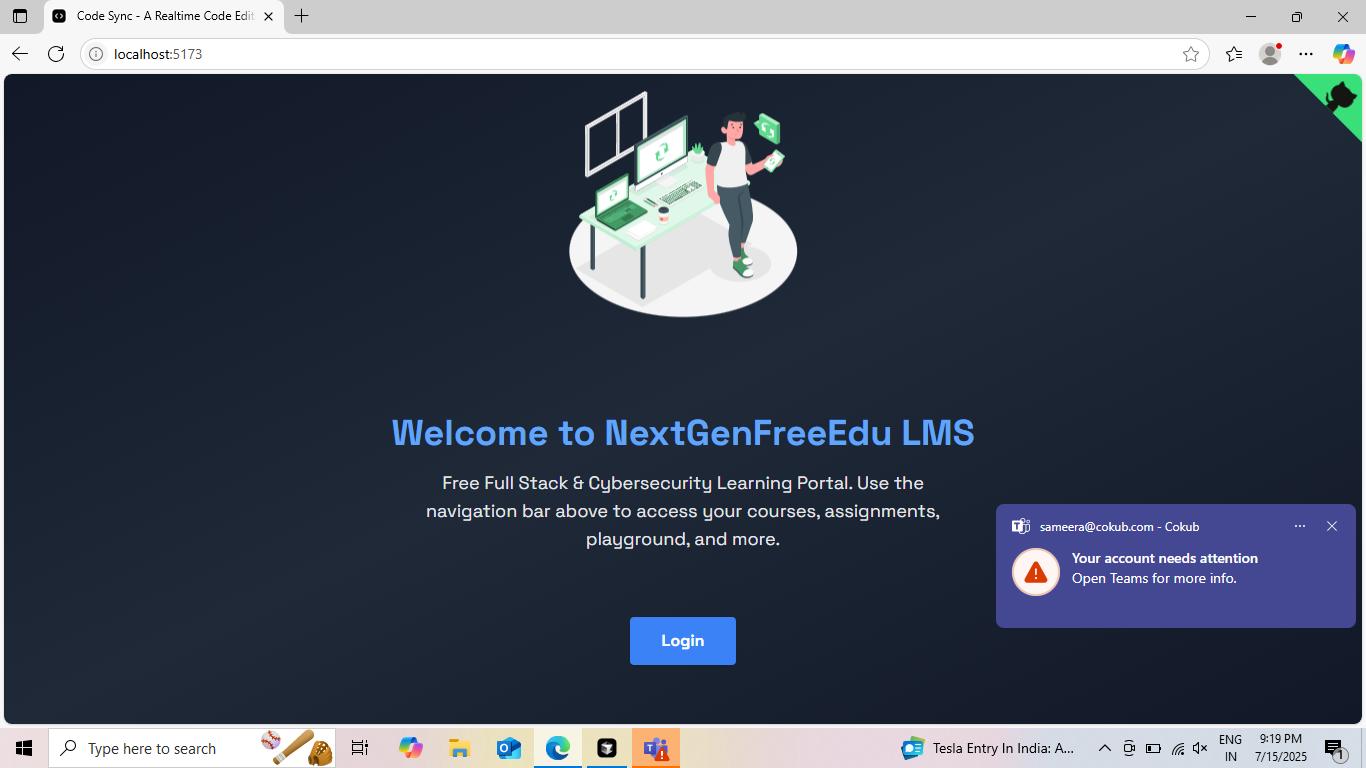 Code Sync - A Realtime Code Edit
localhost:5173
Welcome to NextGenFreeEdu LMS
Free Full Stack & Cybersecurity Learning Portal. Use the
navigation bar above to access your courses, assignments,
playground, and more.
Login
sameera@cokub.com - Cokub
Your account needs attention
Open Teams for more info.
Type here to search
Tesla Entry In India: A...
ENG
IN
9:19 PM
7/15/2025
1